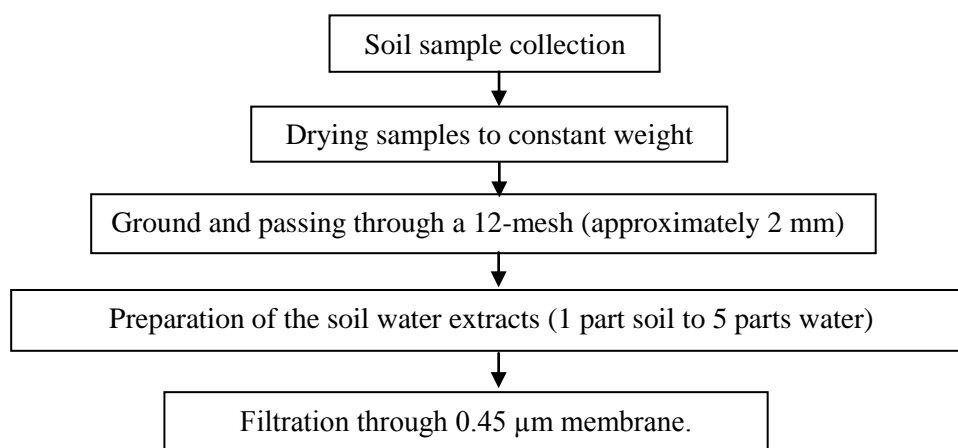 Soil sample collection
Drying samples to constant weight
Ground and passing through a 12-mesh (approximately 2 mm)
Preparation of the soil water extracts (1 part soil to 5 parts water)
Filtration through 0.45 µm membrane.